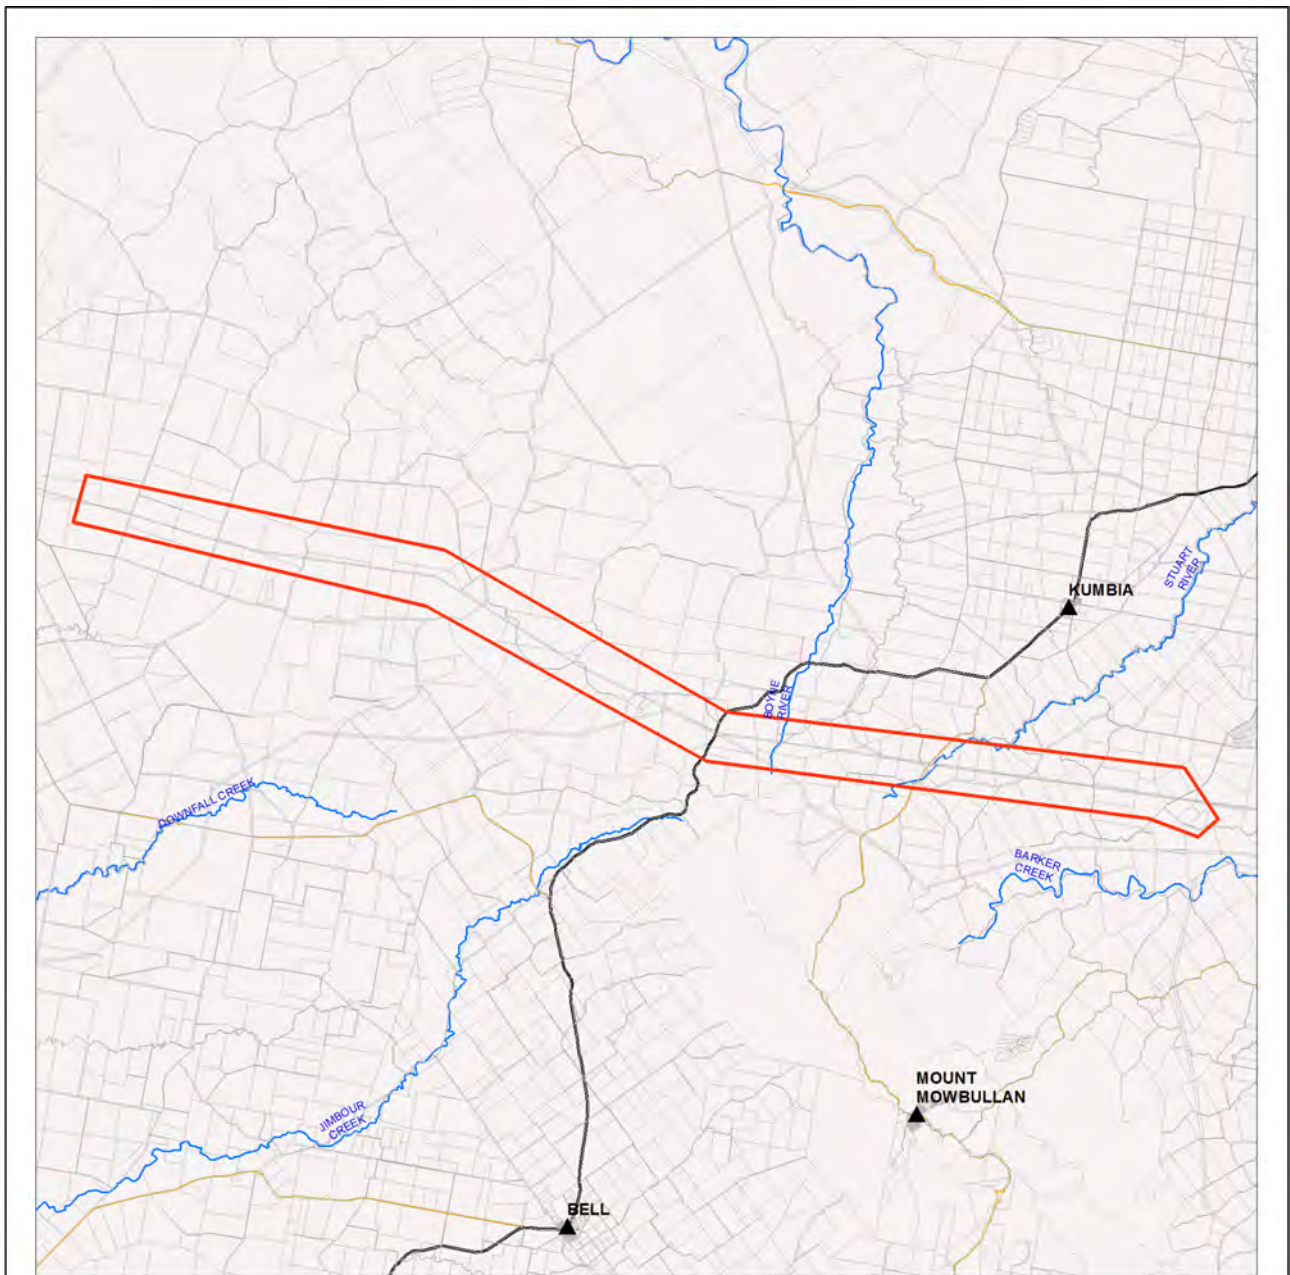 KUMBIA
STUART
RIVER
BOYNE
RIVER
DOWNFALL CREEK
BARKER
CREEK
MOUNT
MOWBULLAN
JIMBOUR
CREEK
BELL